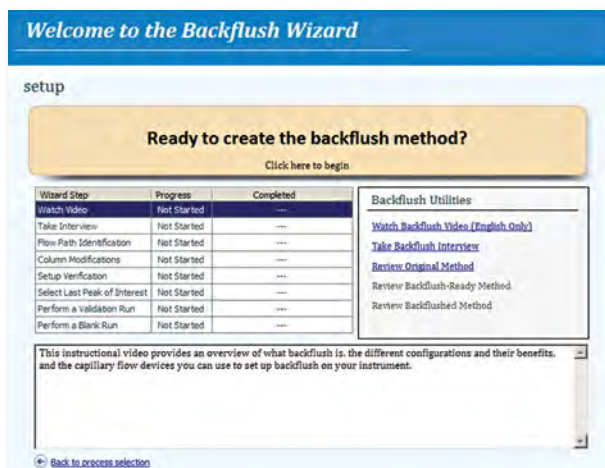 Welcome to the Backflush Wizard
setup
Ready to create the backflush method?
Click here to begin
Wizard Step Progress Completed
Watch Video Not Started ---
Take Interview Not Started ---
Flow Path Identification Not Started ---
Column Modifications Not Started ---
Setup Verification Not Started ---
Select Last Peak of Interest Not Started ---
Perform a Validation Run Not Started ---
Perform a Blank Run Not Started ---
Backflush Utilities
Watch Backflush Video (English Only)
Take Backflush Interview
Review Original Method
Review Backflush-Ready Method
Review Backflushed Method
This instructional video provides an overview of what backflush is, the different configurations and their benefits,
and the capillary flow devices you can use to set up backflush on your instrument.
Back to process selection